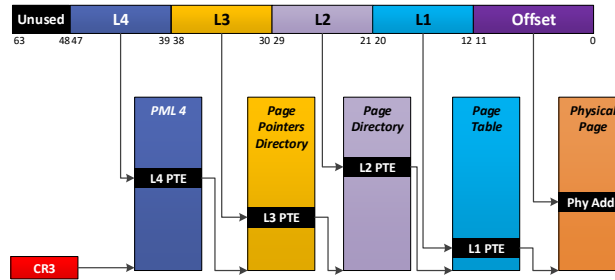 Unused L4 L3 L2 L1 Offset
63 48 47 39 38 30 29 21 20 12 11 0
PML 4
Page
Pointers
Directory
Page
Directory
Page
Table
Physical
Page
L4 PTE
L3 PTE
L2 PTE
L1 PTE
Phy Addr
CR3